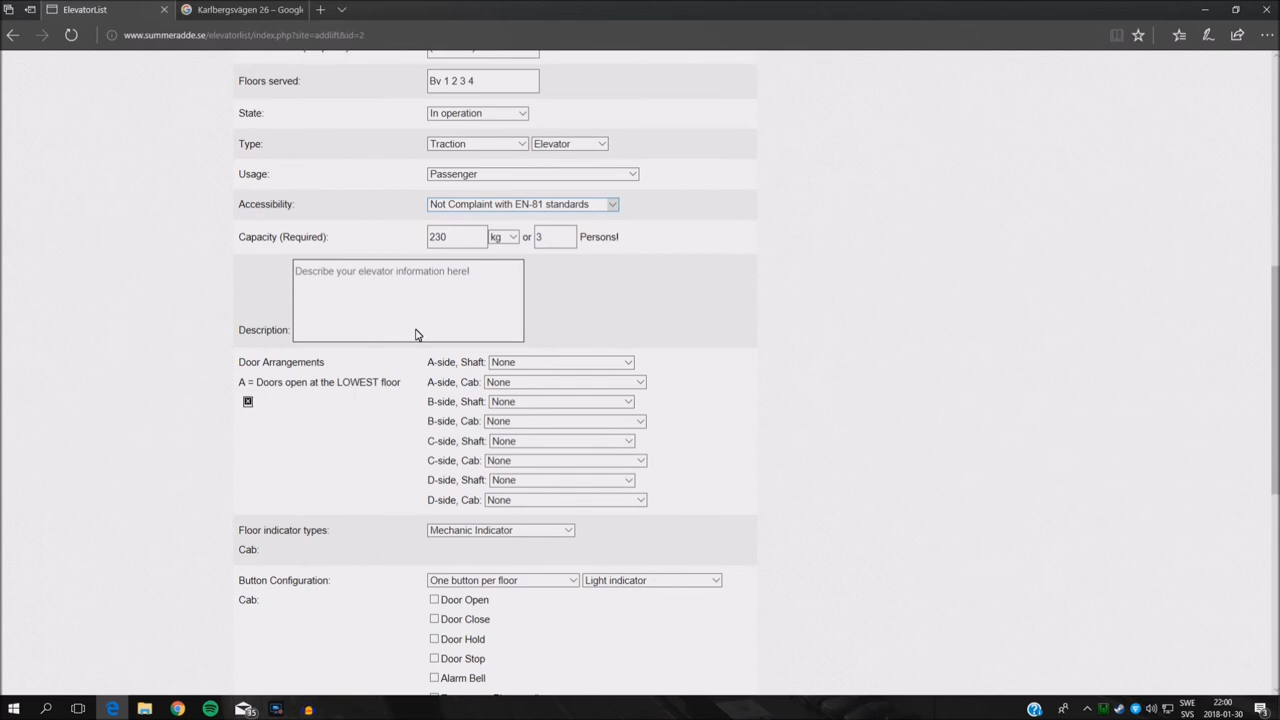 ElevatorList
Karlbergsvägen 26 – Google
www.summeradde.se/elevatorlist/index.php?site=addlift&id=2
Floors served: Bv 1 2 3 4
State: In operation
Type: Traction Elevator
Usage: Passenger
Accessibility: Not Complaint with EN-81 standards
Capacity (Required): 230 kg or 3 Persons!
Describe your elevator information here!
Description:
Door Arrangements A-side, Shaft: None
A = Doors open at the LOWEST floor A-side, Cab: None
B-side, Shaft: None
B-side, Cab: None
C-side, Shaft: None
C-side, Cab: None
D-side, Shaft: None
D-side, Cab: None
Floor indicator types: Mechanic Indicator
Cab:
Button Configuration: One button per floor Light indicator
Cab: Door Open
Door Close
Door Hold
Door Stop
Alarm Bell
35
SWE 22:00
SVS 2018-01-30
3